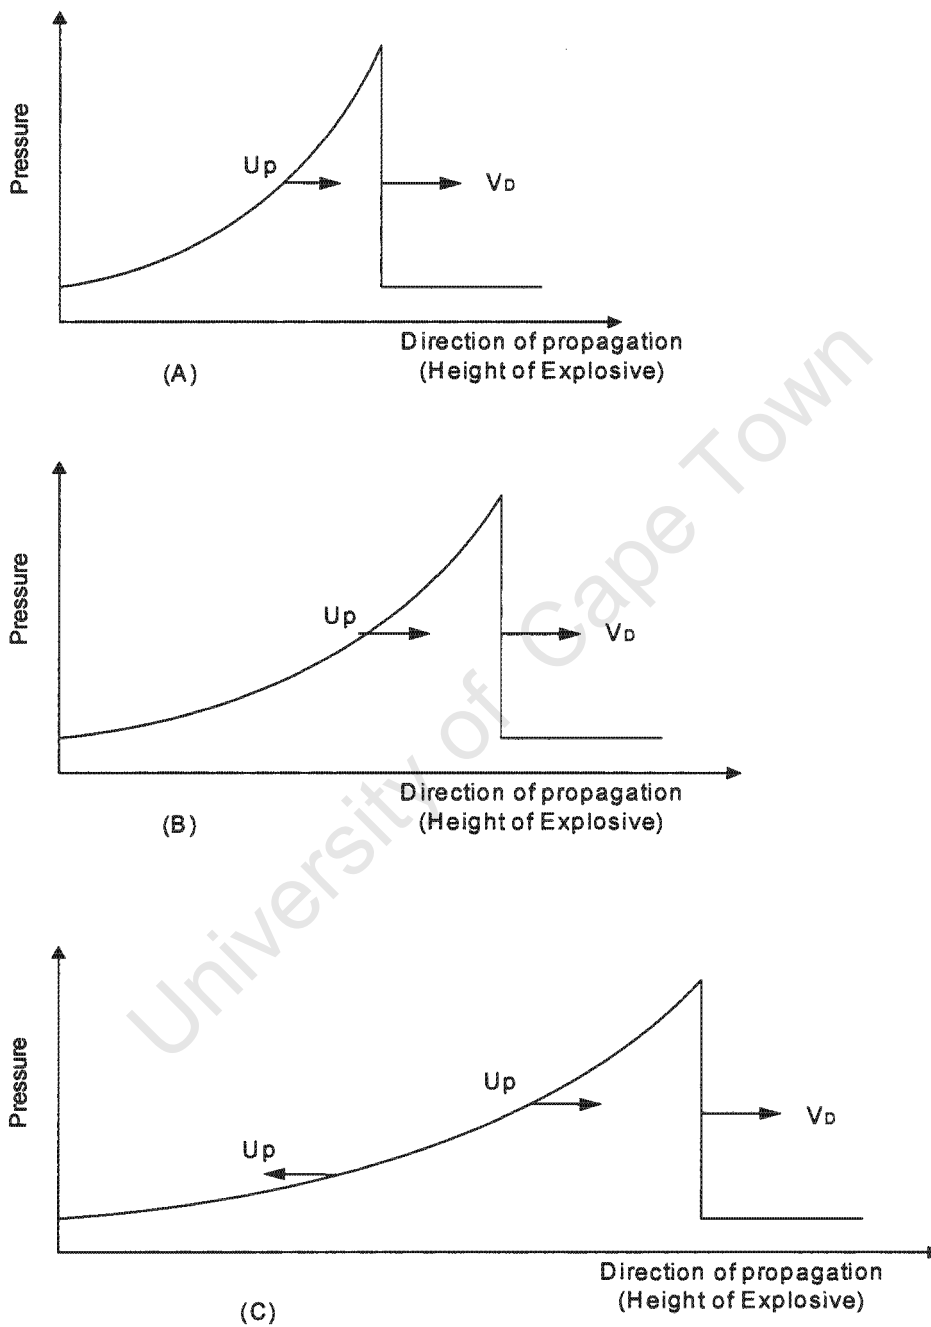 Pressure
Up
VD
Direction of propagation
(Height of Explosive)
(A)
Pressure
Up
VD
Direction of propagation
(Height of Explosive)
(B)
University of Cape Town
Pressure
Up
VD
Up
Direction of propagation
(Height of Explosive)
(C)